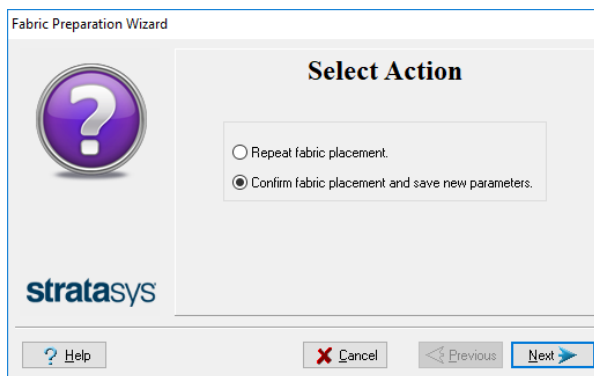 Fabric Preparation Wizard
Select Action
Repeat fabric placement.
Confirm fabric placement and save new parameters.
stratasys
? Help
Cancel
Previous
Next